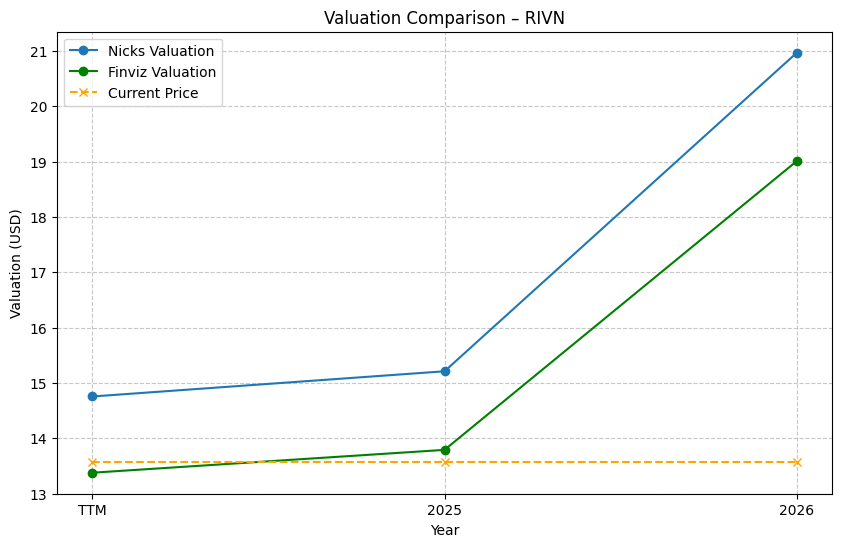 Valuation Comparison – RIVN
Nicks Valuation
Finviz Valuation
Current Price
Valuation (USD)
21
20
19
18
17
16
15
14
13
TTM
2025
2026
Year